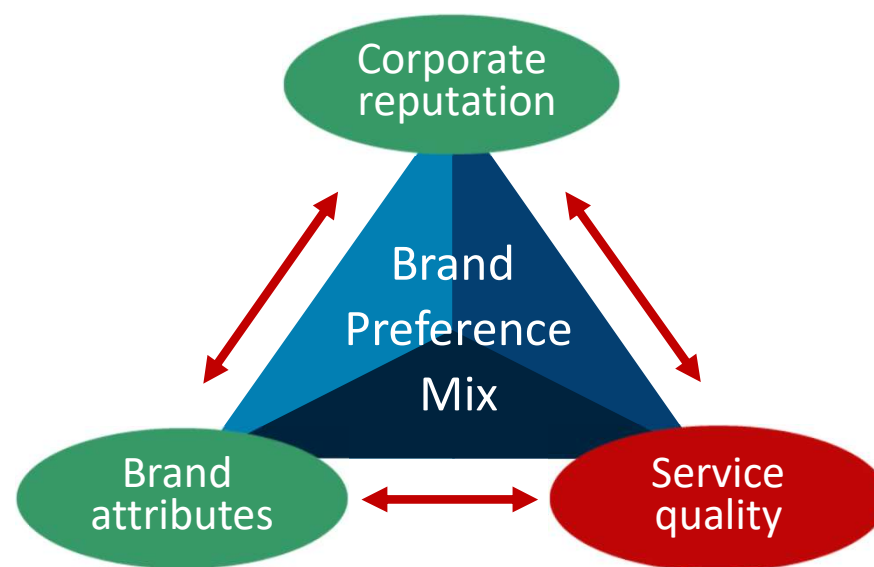 Corporate
reputation
Brand
Preference
Mix
Brand
attributes
Service
quality